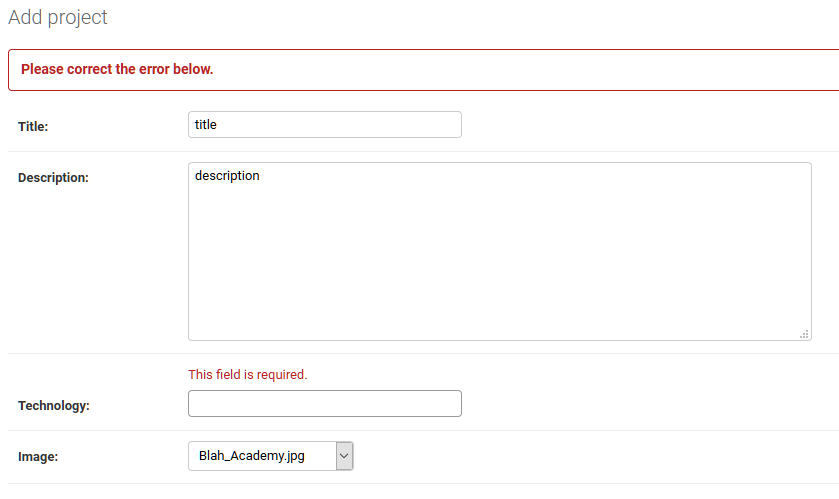 Add project
Please correct the error below.
Title: title
Description: description
This field is required.
Technology:
Image: Blah_Academy.jpg